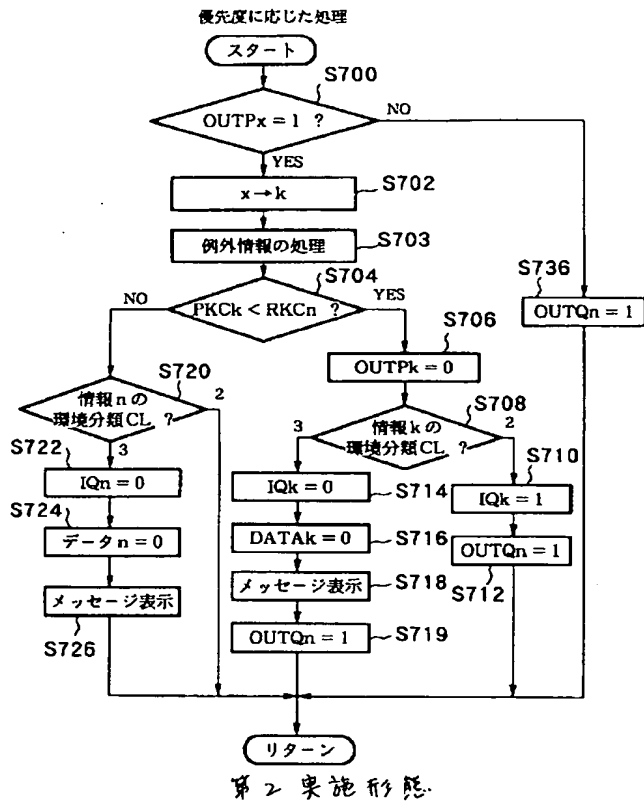 優先度に応じた処理
スタート
S700
OUTPx = 1 ?
NO
YES
x → k
S702
例外情報の処理
S703
S704
PKCk < RKCn ?
NO
YES
S736
OUTQn = 1
S706
OUTPk = 0
S720
情報 n の
環境分類CL ?
2
3
S708
情報 k の
環境分類CL ?
3
2
S722
IQn = 0
S724
データ n = 0
メッセージ表示
S726
IQk = 0
S714
DATAk = 0
S716
メッセージ表示
S718
OUTQn = 1
S719
S710
IQk = 1
OUTQn = 1
S712
リターン
第2実施形態